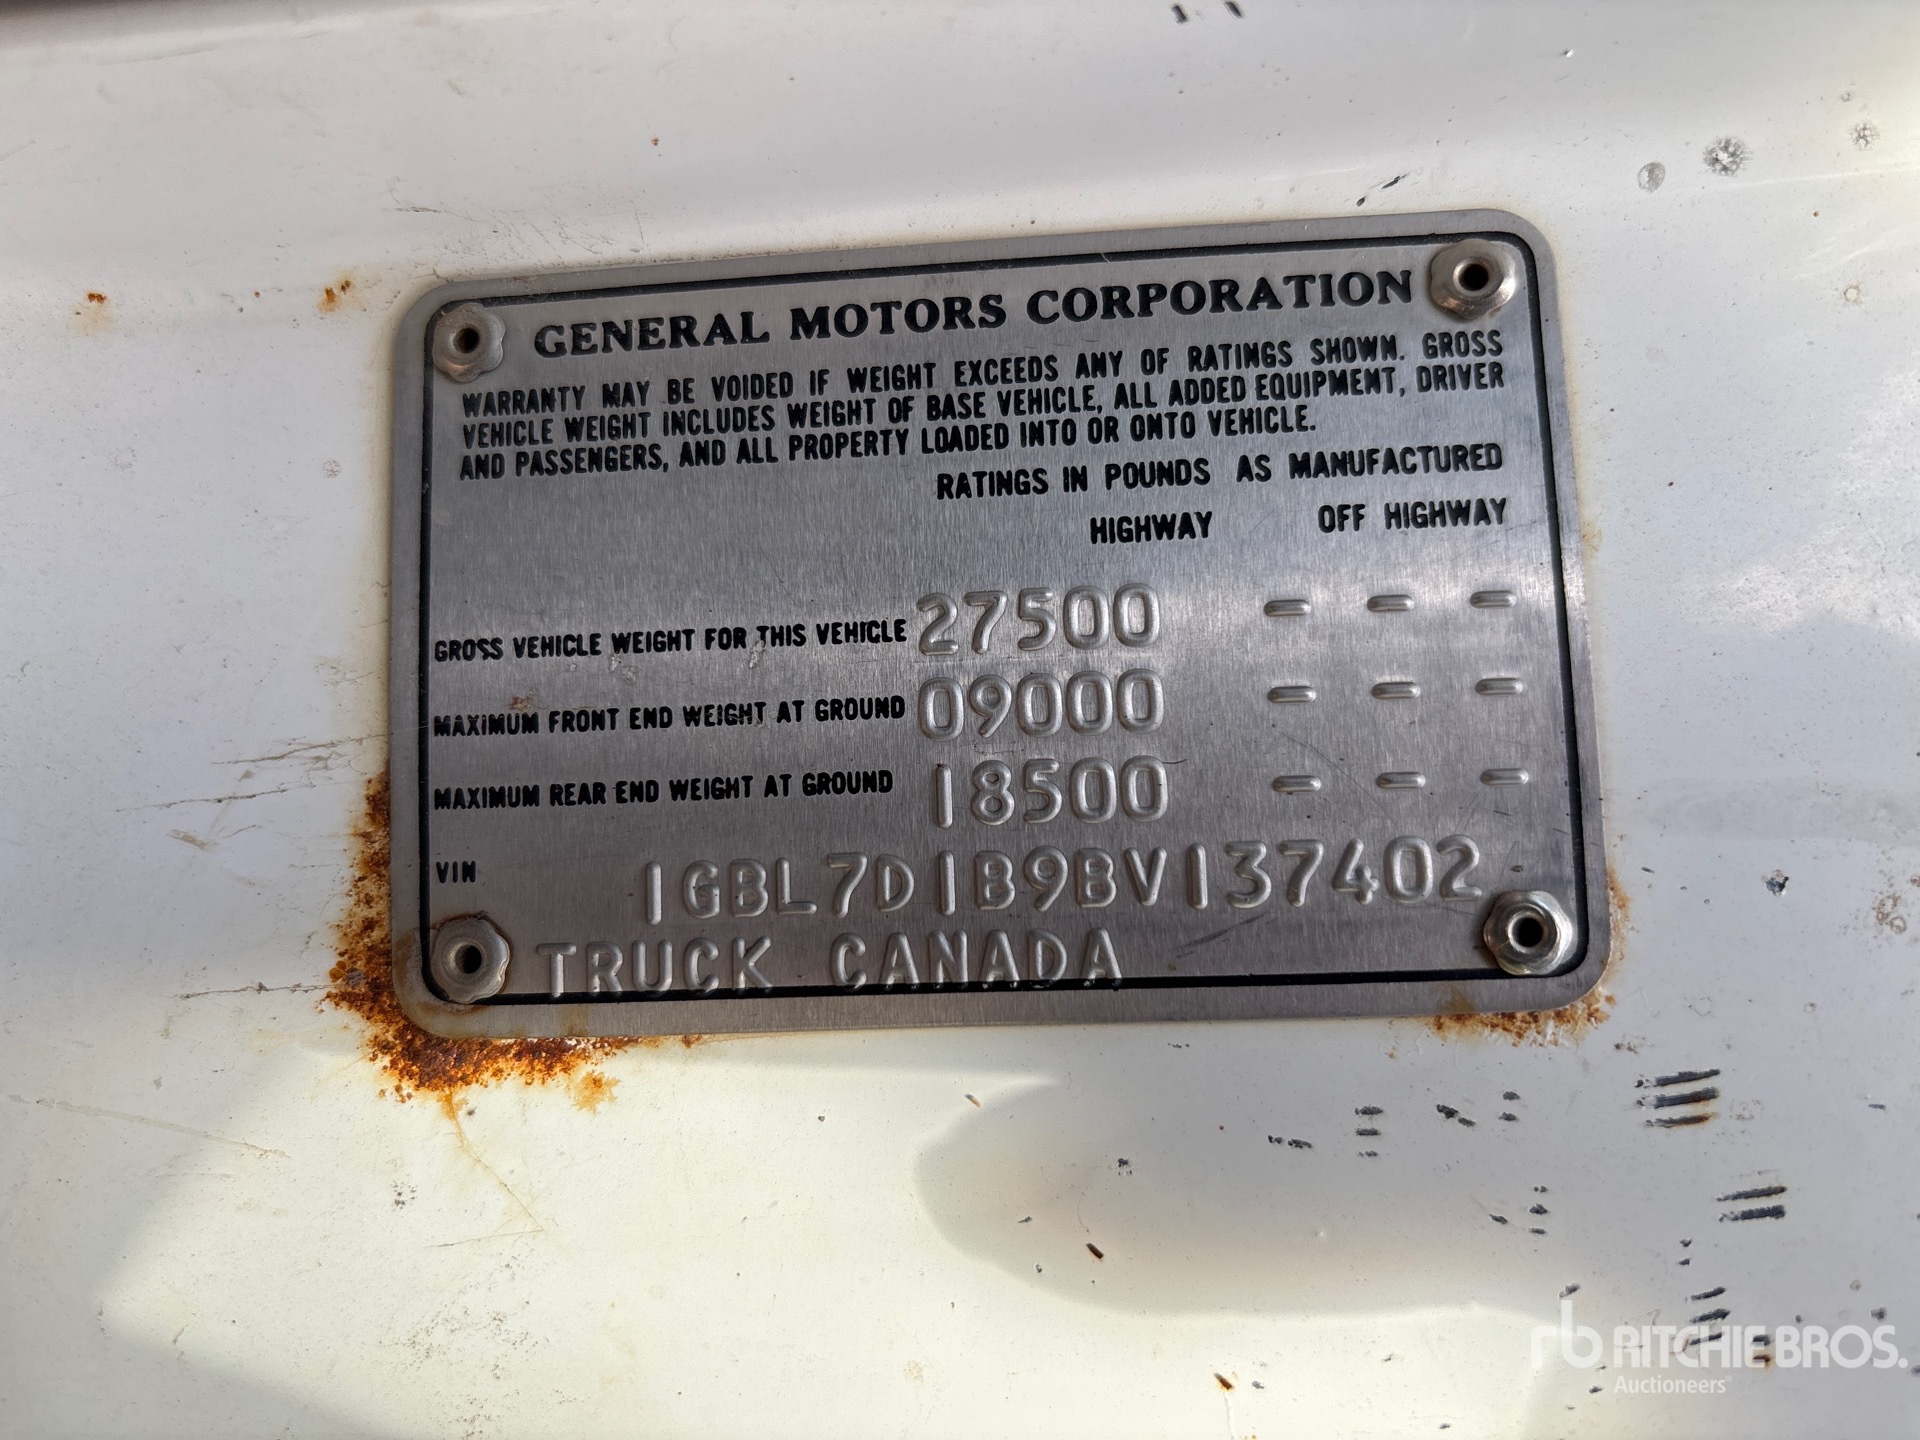 GENERAL MOTORS CORPORATION
WARRANTY MAY BE VOIDED IF WEIGHT EXCEEDS ANY OF RATINGS SHOWN. GROSS
VEHICLE WEIGHT INCLUDES WEIGHT OF BASE VEHICLE, ALL ADDED EQUIPMENT, DRIVER
AND PASSENGERS, AND ALL PROPERTY LOADED INTO OR ONTO VEHICLE.
RATINGS IN POUNDS AS MANUFACTURED
HIGHWAY OFF HIGHWAY
GROSS VEHICLE WEIGHT FOR THIS VEHICLE 27500 - - -
MAXIMUM FRONT END WEIGHT AT GROUND 09000 - - -
MAXIMUM REAR END WEIGHT AT GROUND 18500 - - -
VIN 1GBL7D1B9BV137402
TRUCK CANADA
rb RITCHIE BROS.
Auctioneers